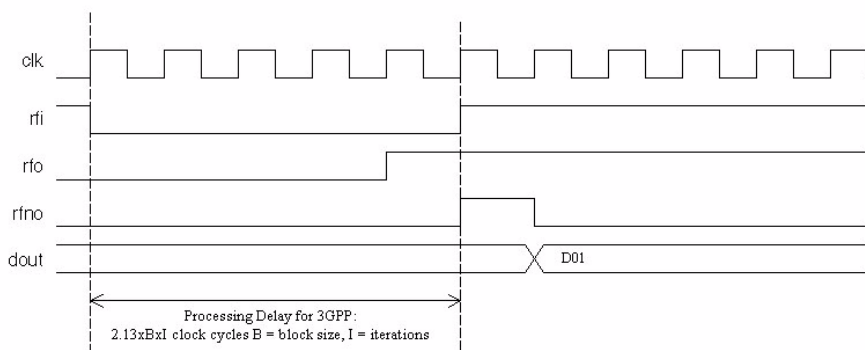 clk
rfi
rfo
rfno
dout
D01
Processing Delay for 3GPP:
2.13xBxI clock cycles B = block size, I = iterations